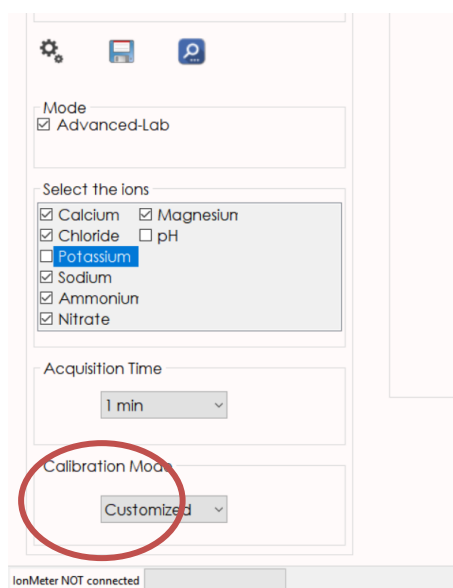 Mode
Advanced-Lab
Select the ions
Calcium Magnesiun
Chloride pH
Potassium
Sodium
Ammoniun
Nitrate
Acquisition Time
1 min
Calibration Mode
Customized
IonMeter NOT connected